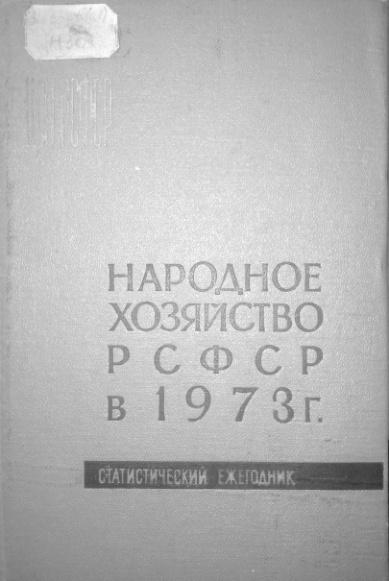 НАРОДНОЕ
ХОЗЯЙСТВО
РСФСР
в 1973 г.
СТАТИСТИЧЕСКИЙ ЕЖЕГОДНИК